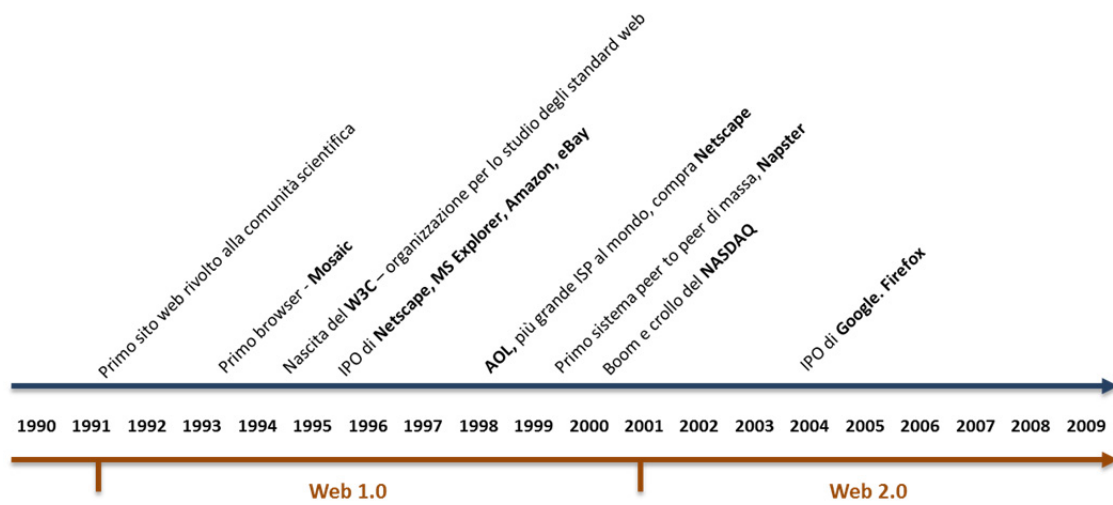 Primo sito web rivolto alla comunità scientifica
Primo browser - Mosaic
Nascita del W3C – organizzazione per lo studio degli standard web
IPO di Netscape, MS Explorer, Amazon, eBay
AOL, più grande ISP al mondo, compra Netscape
Primo sistema peer to peer di massa, Napster
Boom e crollo del NASDAQ
IPO di Google. Firefox
1990 1991 1992 1993 1994 1995 1996 1997 1998 1999 2000 2001 2002 2003 2004 2005 2006 2007 2008 2009
Web 1.0 Web 2.0